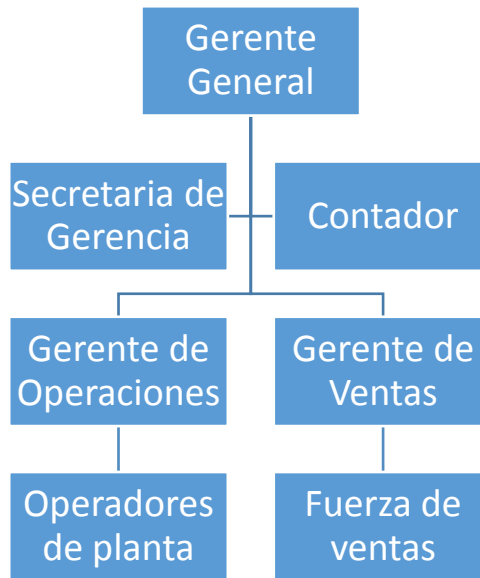 Gerente
General
Secretaria de
Gerencia
Contador
Gerente de
Operaciones
Gerente de
Ventas
Operadores
de planta
Fuerza de
ventas